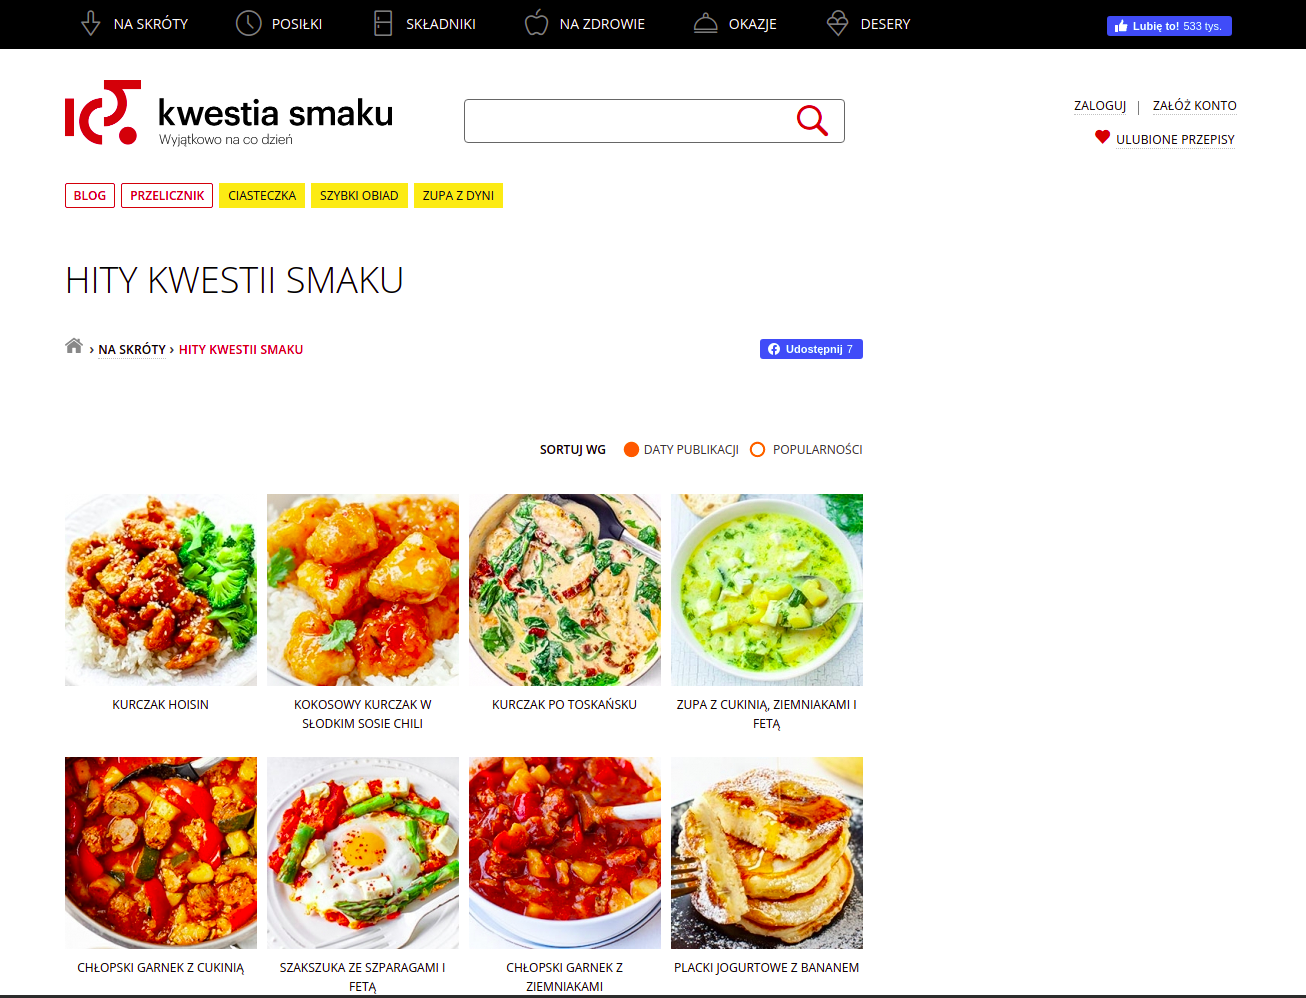 NA SKRÓTY POSIŁKI SKŁADNIKI NA ZDROWIE OKAZJE DESERY Lubię to! 533 tys.
kwestia smaku
Wyjątkowo na co dzień
ZALOGUJ | ZAŁÓŻ KONTO
ULUBIONE PRZEPISY
BLOG PRZELICZNIK CIASTECZKA SZYBKI OBIAD ZUPA Z DYNI
HITY KWESTII SMAKU
› NA SKRÓTY › HITY KWESTII SMAKU Udostępnij 7
SORTUJ WG DATY PUBLIKACJI POPULARNOŚCI
KURCZAK HOISIN
KOKOSOWY KURCZAK W
SŁODKIM SOSIE CHILI
KURCZAK PO TOSKAŃSKU
ZUPA Z CUKINIĄ, ZIEMNIAKAMI I
FETĄ
CHŁOPSKI GARNEK Z CUKINIĄ
SZAKSZUKA ZE SZPARAGAMI I
FETĄ
CHŁOPSKI GARNEK Z
ZIEMNIAKAMI
PLACKI JOGURTOWE Z BANANEM